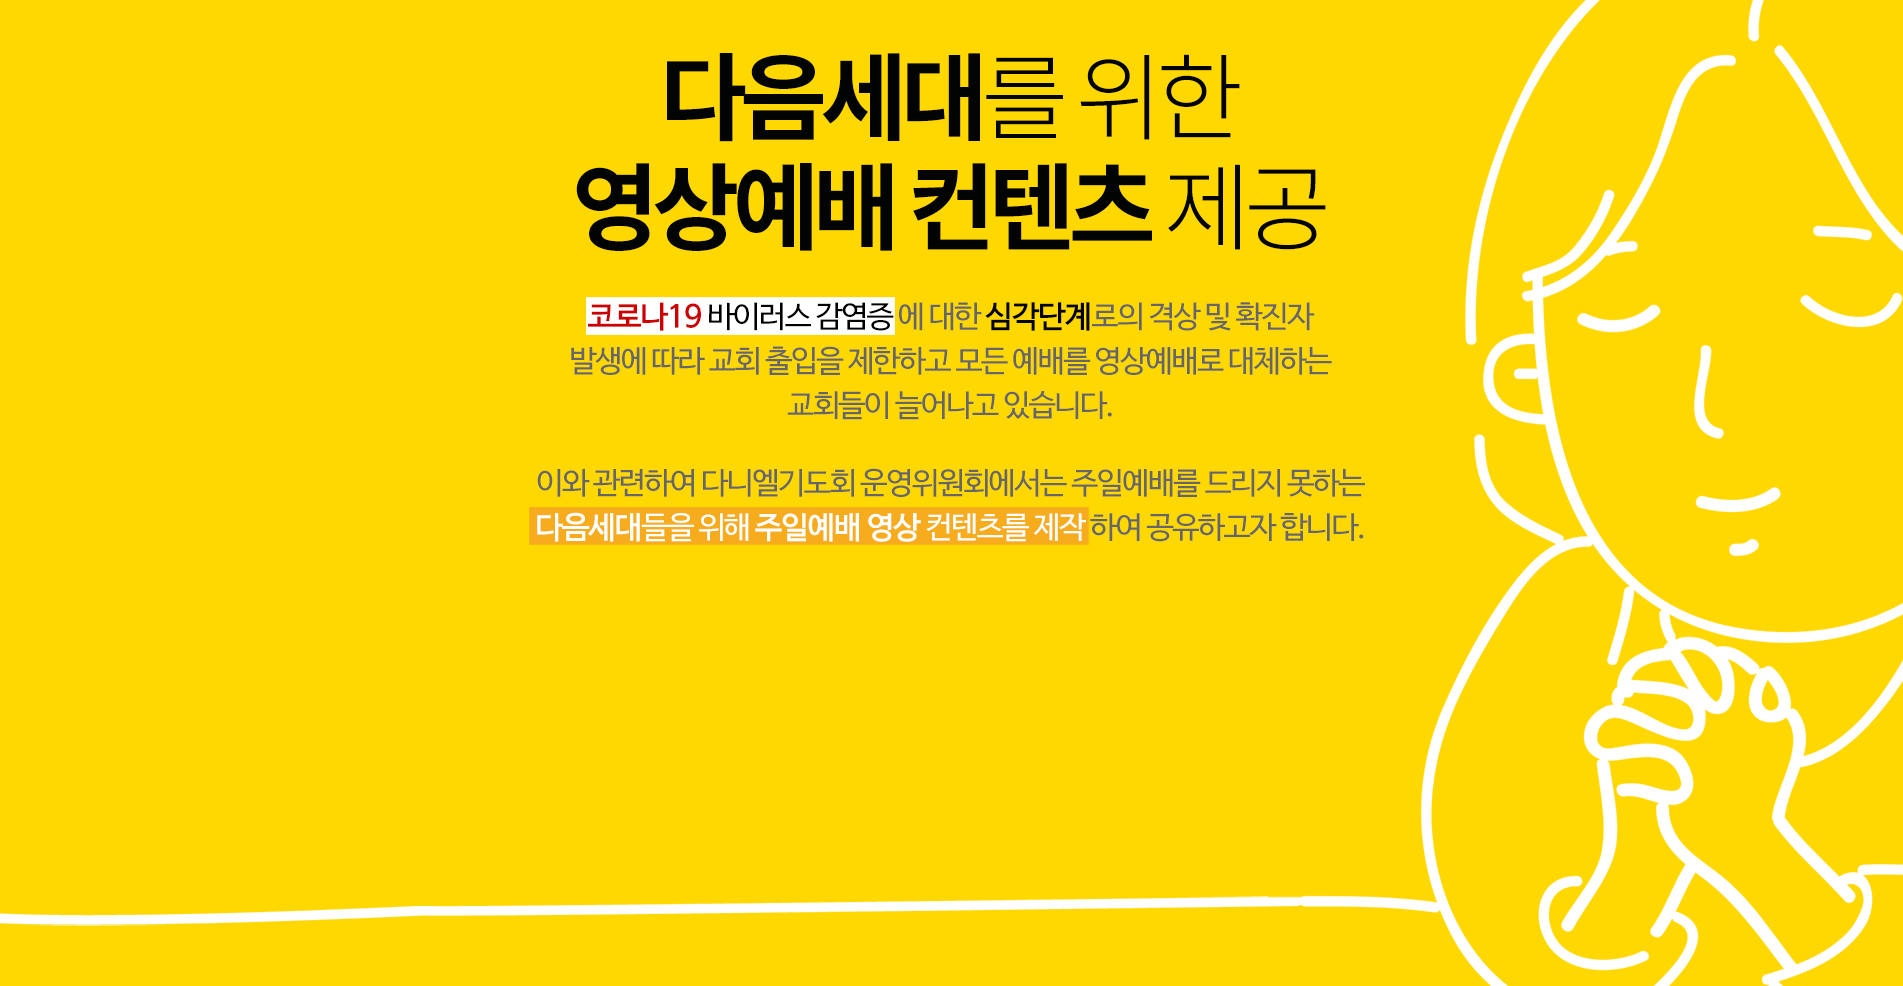 다음세대를 위한
영상예배 컨텐츠 제공
코로나19 바이러스 감염증에 대한 심각단계로의 격상 및 확진자
발생에 따라 교회 출입을 제한하고 모든 예배를 영상예배로 대체하는
교회들이 늘어나고 있습니다.
이와 관련하여 다니엘기도회 운영위원회에서는 주일예배를 드리지 못하는
다음세대들을 위해 주일예배 영상 컨텐츠를 제작하여 공유하고자 합니다.